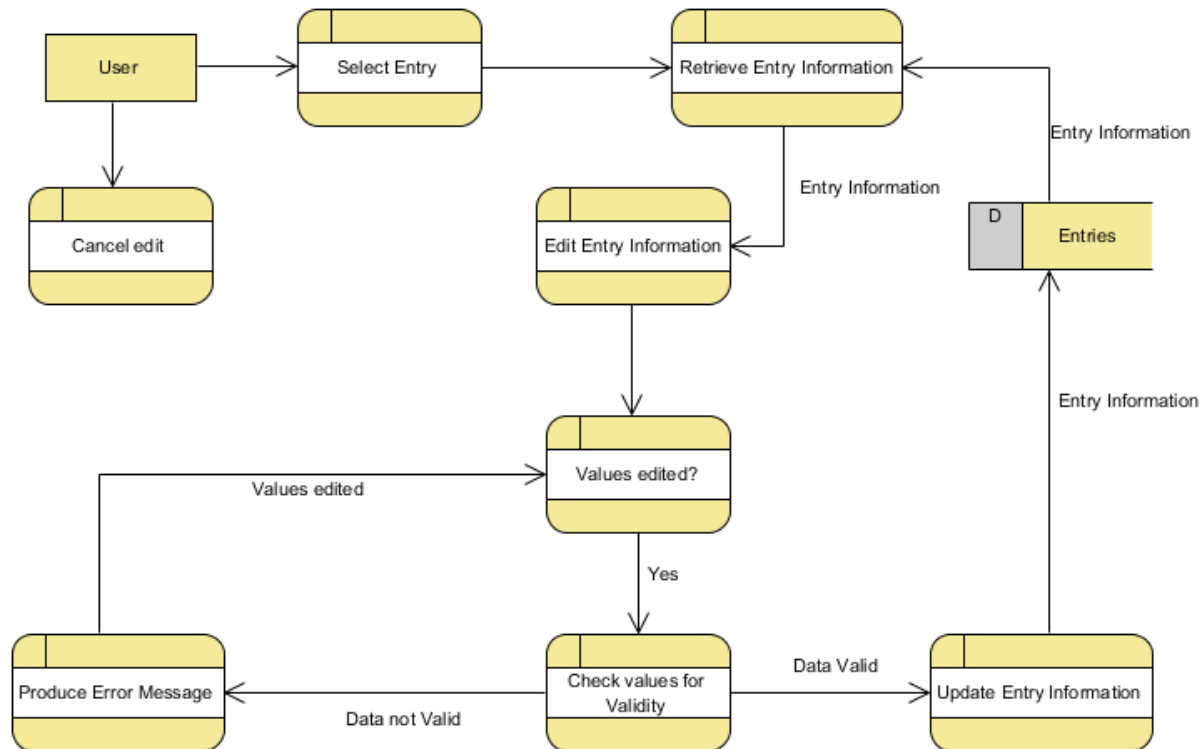 User
Select Entry
Retrieve Entry Information
Entry Information
Entry Information
D
Entries
Cancel edit
Edit Entry Information
Entry Information
Values edited?
Values edited
Yes
Data Valid
Produce Error Message
Check values for
Validity
Update Entry Information
Data not Valid